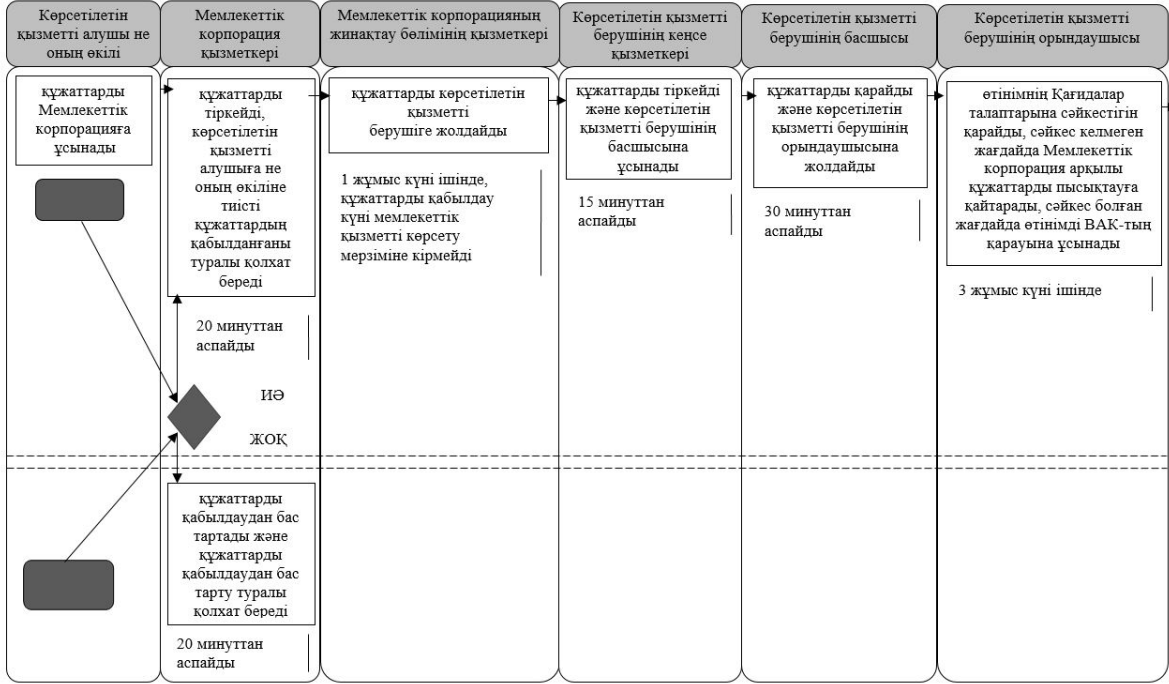 Көрсетілетін
қызметті алушы не
оның өкілі
Мемлекеттік
корпорация
қызметкері
Мемлекеттік корпорацияның
жинақтау бөлімінің қызметкері
Көрсетілетін қызметті
берушінің кеңсе
қызметкері
Көрсетілетін қызметті
берушінің басшысы
Көрсетілетін қызметті
берушінің орындаушысы
құжаттарды
Мемлекеттік
корпорацияға
ұсынады
құжаттарды
тіркейді,
көрсетілетін
қызметті
алушыға не
оның өкіліне
тиісті
құжаттардың
қабылданғаны
туралы қолхат
береді
20 минуттан
аспайды
ИӘ
ЖОҚ
құжаттарды
қабылдаудан бас
тартады және
құжаттарды
қабылдаудан бас
тарту туралы
қолхат береді
20 минуттан
аспайды
құжаттарды көрсетілетін
қызметті
берушіге жолдайды
1 жұмыс күні ішінде,
құжаттарды қабылдау
күні мемлекеттік
қызметті көрсету
мерзіміне кірмейді
құжаттарды тіркейді
және көрсетілетін
қызметті берушінің
басшысына
ұсынады
15 минуттан
аспайды
құжаттарды қарайды
және көрсетілетін
қызметті берушінің
орындаушысына
жолдайды
30 минуттан
аспайды
өтінімнің Қағидалар
талаптарына сәйкестігін
қарайды, сәйкес келмеген
жағдайда Мемлекеттік
корпорация арқылы
құжаттарды пысықтауға
қайтарады, сәйкес болған
жағдайда өтінімді ВАК-тың
қарауына ұсынады
3 жұмыс күні ішінде